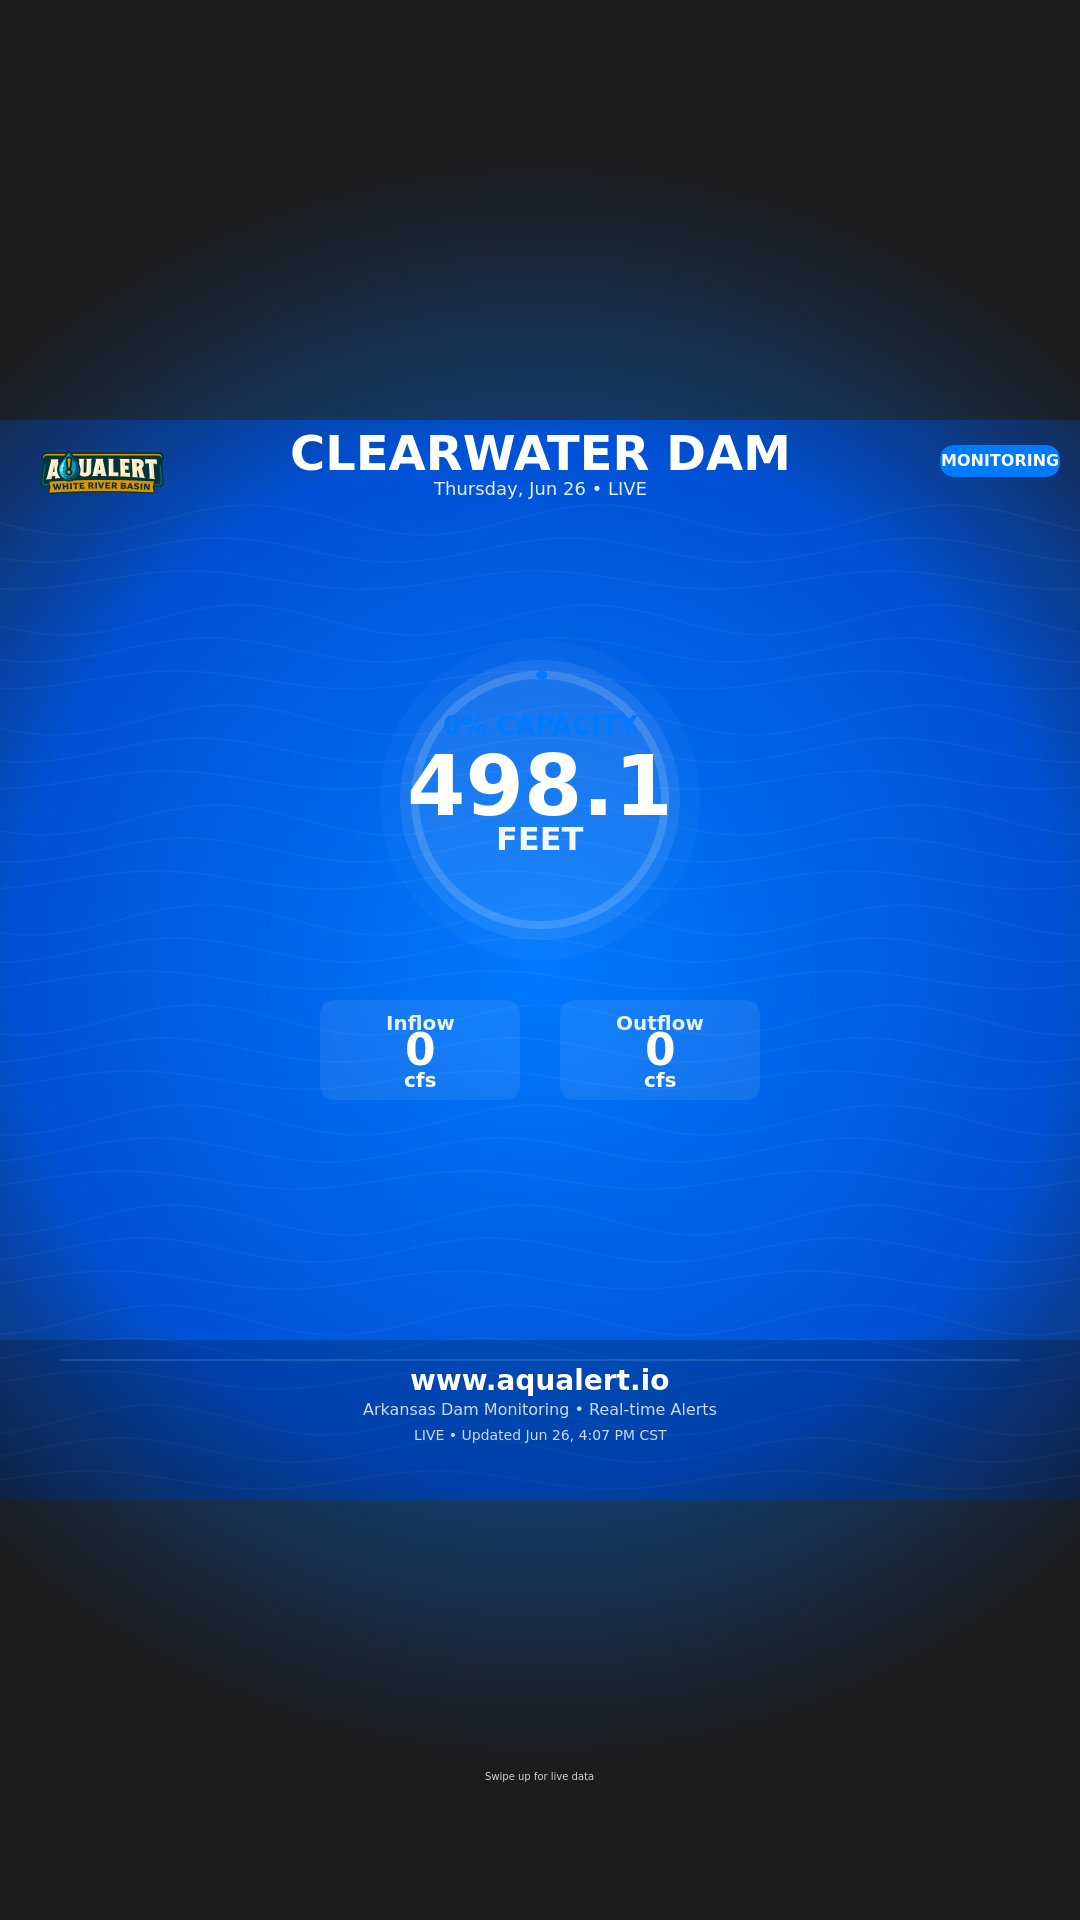 AQUALERT
WHITE RIVER BASIN
CLEARWATER DAM
Thursday, Jun 26 • LIVE
MONITORING
0% CAPACITY
498.1
FEET
Inflow
0
cfs
Outflow
0
cfs
www.aqualert.io
Arkansas Dam Monitoring • Real-time Alerts
LIVE • Updated Jun 26, 4:07 PM CST
Swipe up for live data